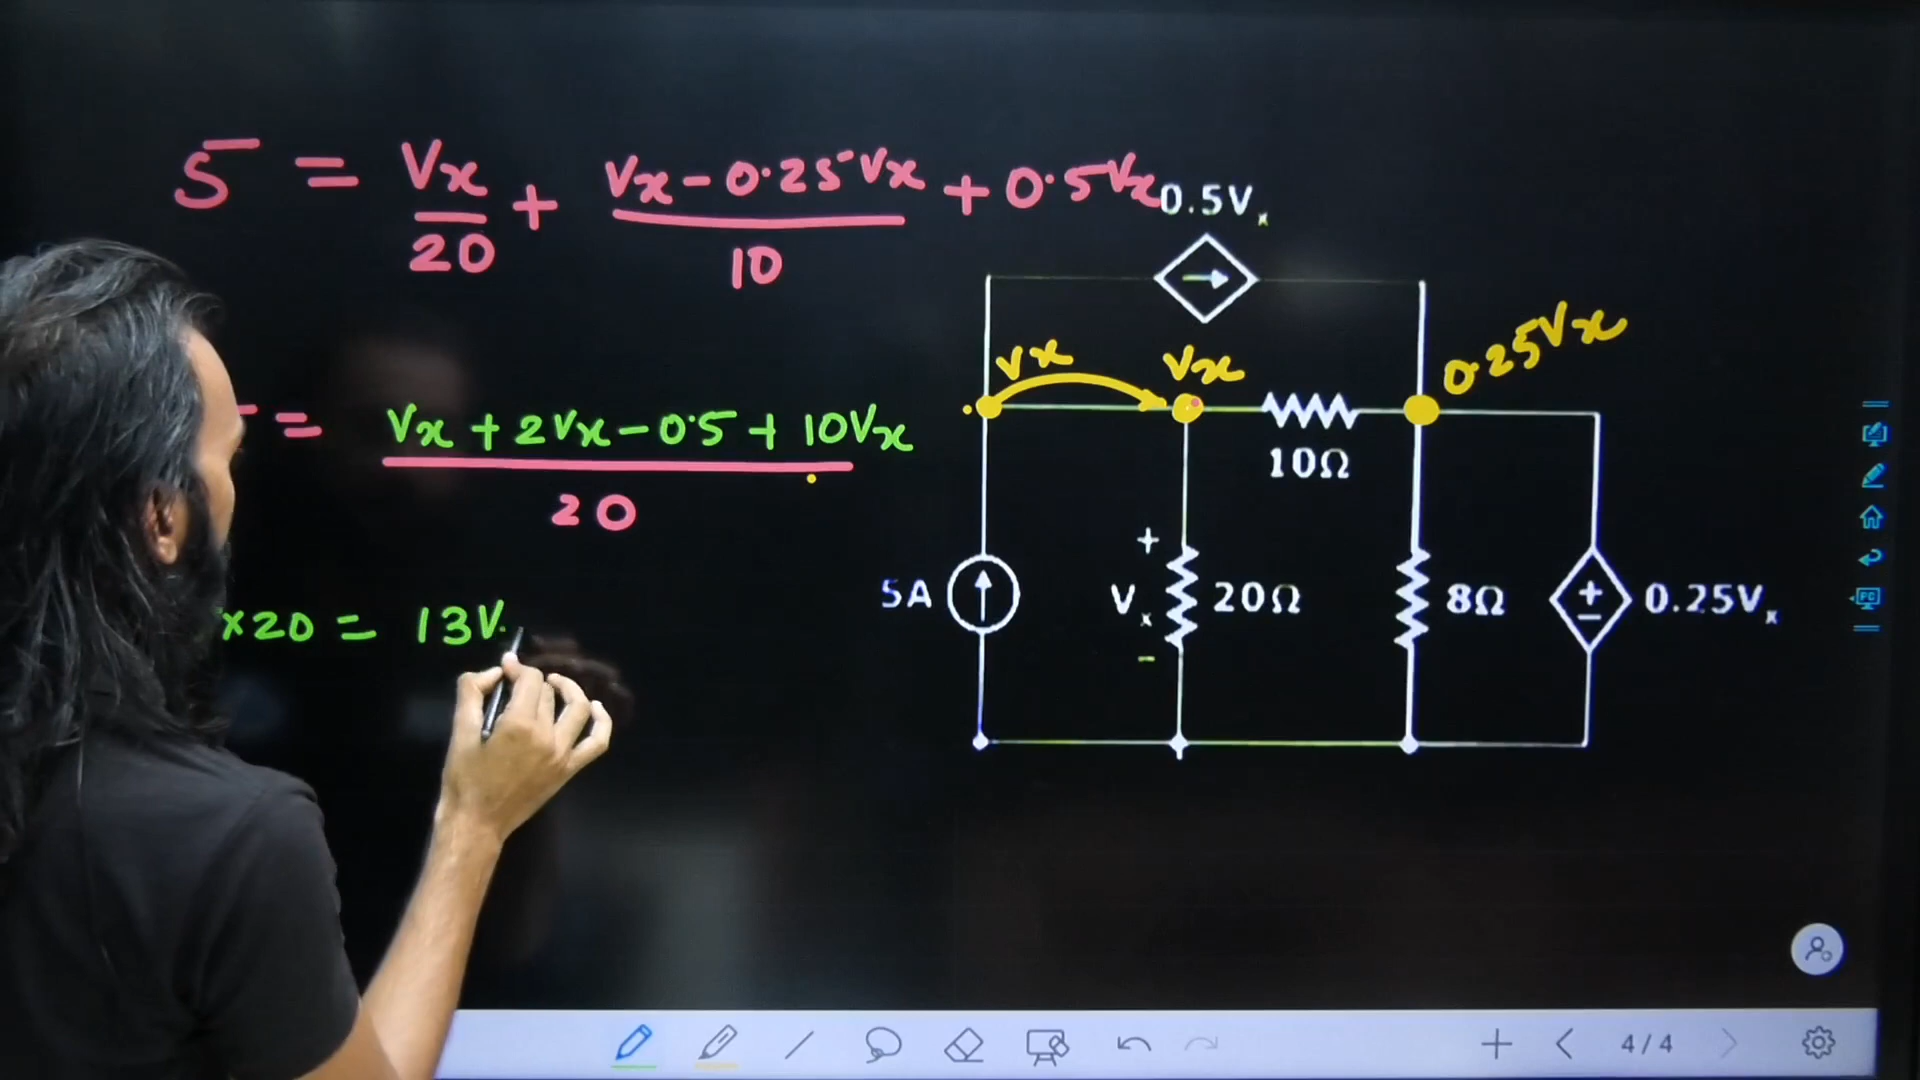 5 = Vx/20 + Vx-0.25Vx/10 + 0.5Vx
0.5Vx
0.25Vx
Vx
Vx
= Vx + 2Vx - 0.5 + 10Vx / 20
10Ω
+
5A
Vx
20Ω
8Ω
+
-
0.25Vx
-
x20 = 13V
4/4